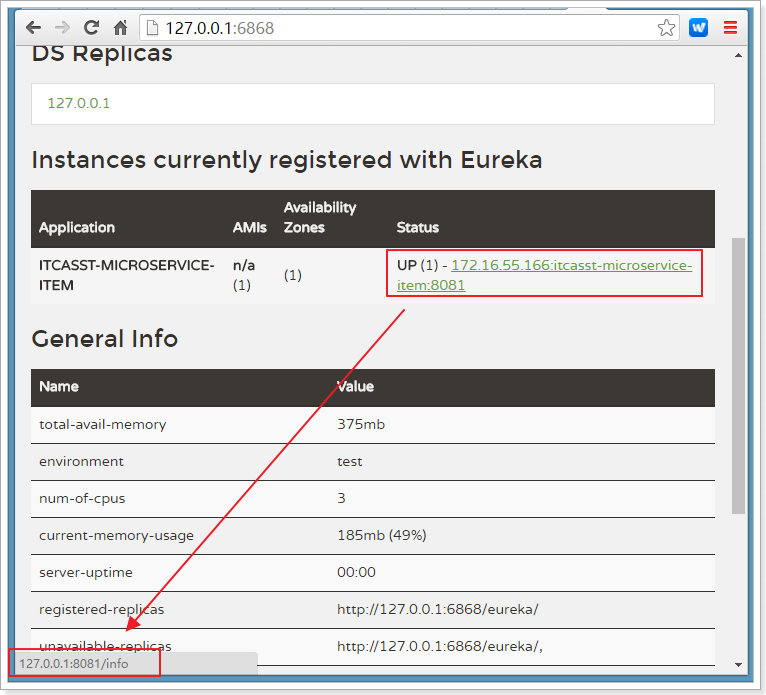 127.0.0.1:6868
DS Replicas
127.0.0.1
Instances currently registered with Eureka
Application AMIs Availability Zones Status
ITCASST-MICROSERVICE-ITEM n/a (1) (1) UP (1) - 172.16.55.166:itcasst-microservice-item:8081
General Info
Name Value
total-avail-memory 375mb
environment test
num-of-cpus 3
current-memory-usage 185mb (49%)
server-uptime 00:00
registered-replicas http://127.0.0.1:6868/eureka/
unavailable-replicas http://127.0.0.1:6868/eureka/,
127.0.0.1:8081/info